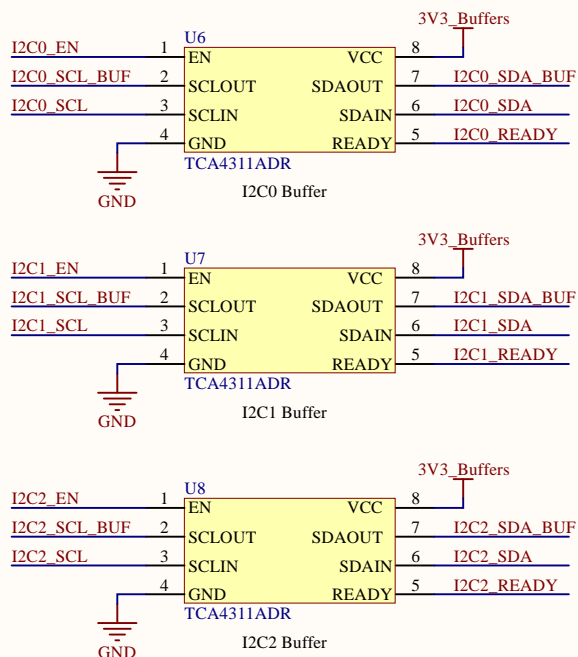 3V3_Buffers
U6
I2C0_EN 1 EN VCC 8
I2C0_SCL_BUF 2 SCLOUT SDAOUT 7 I2C0_SDA_BUF
I2C0_SCL 3 SCLIN SDAIN 6 I2C0_SDA
4 GND READY 5 I2C0_READY
TCA4311ADR
GND
I2C0 Buffer
3V3_Buffers
U7
I2C1_EN 1 EN VCC 8
I2C1_SCL_BUF 2 SCLOUT SDAOUT 7 I2C1_SDA_BUF
I2C1_SCL 3 SCLIN SDAIN 6 I2C1_SDA
4 GND READY 5 I2C1_READY
TCA4311ADR
GND
I2C1 Buffer
3V3_Buffers
U8
I2C2_EN 1 EN VCC 8
I2C2_SCL_BUF 2 SCLOUT SDAOUT 7 I2C2_SDA_BUF
I2C2_SCL 3 SCLIN SDAIN 6 I2C2_SDA
4 GND READY 5 I2C2_READY
TCA4311ADR
GND
I2C2 Buffer